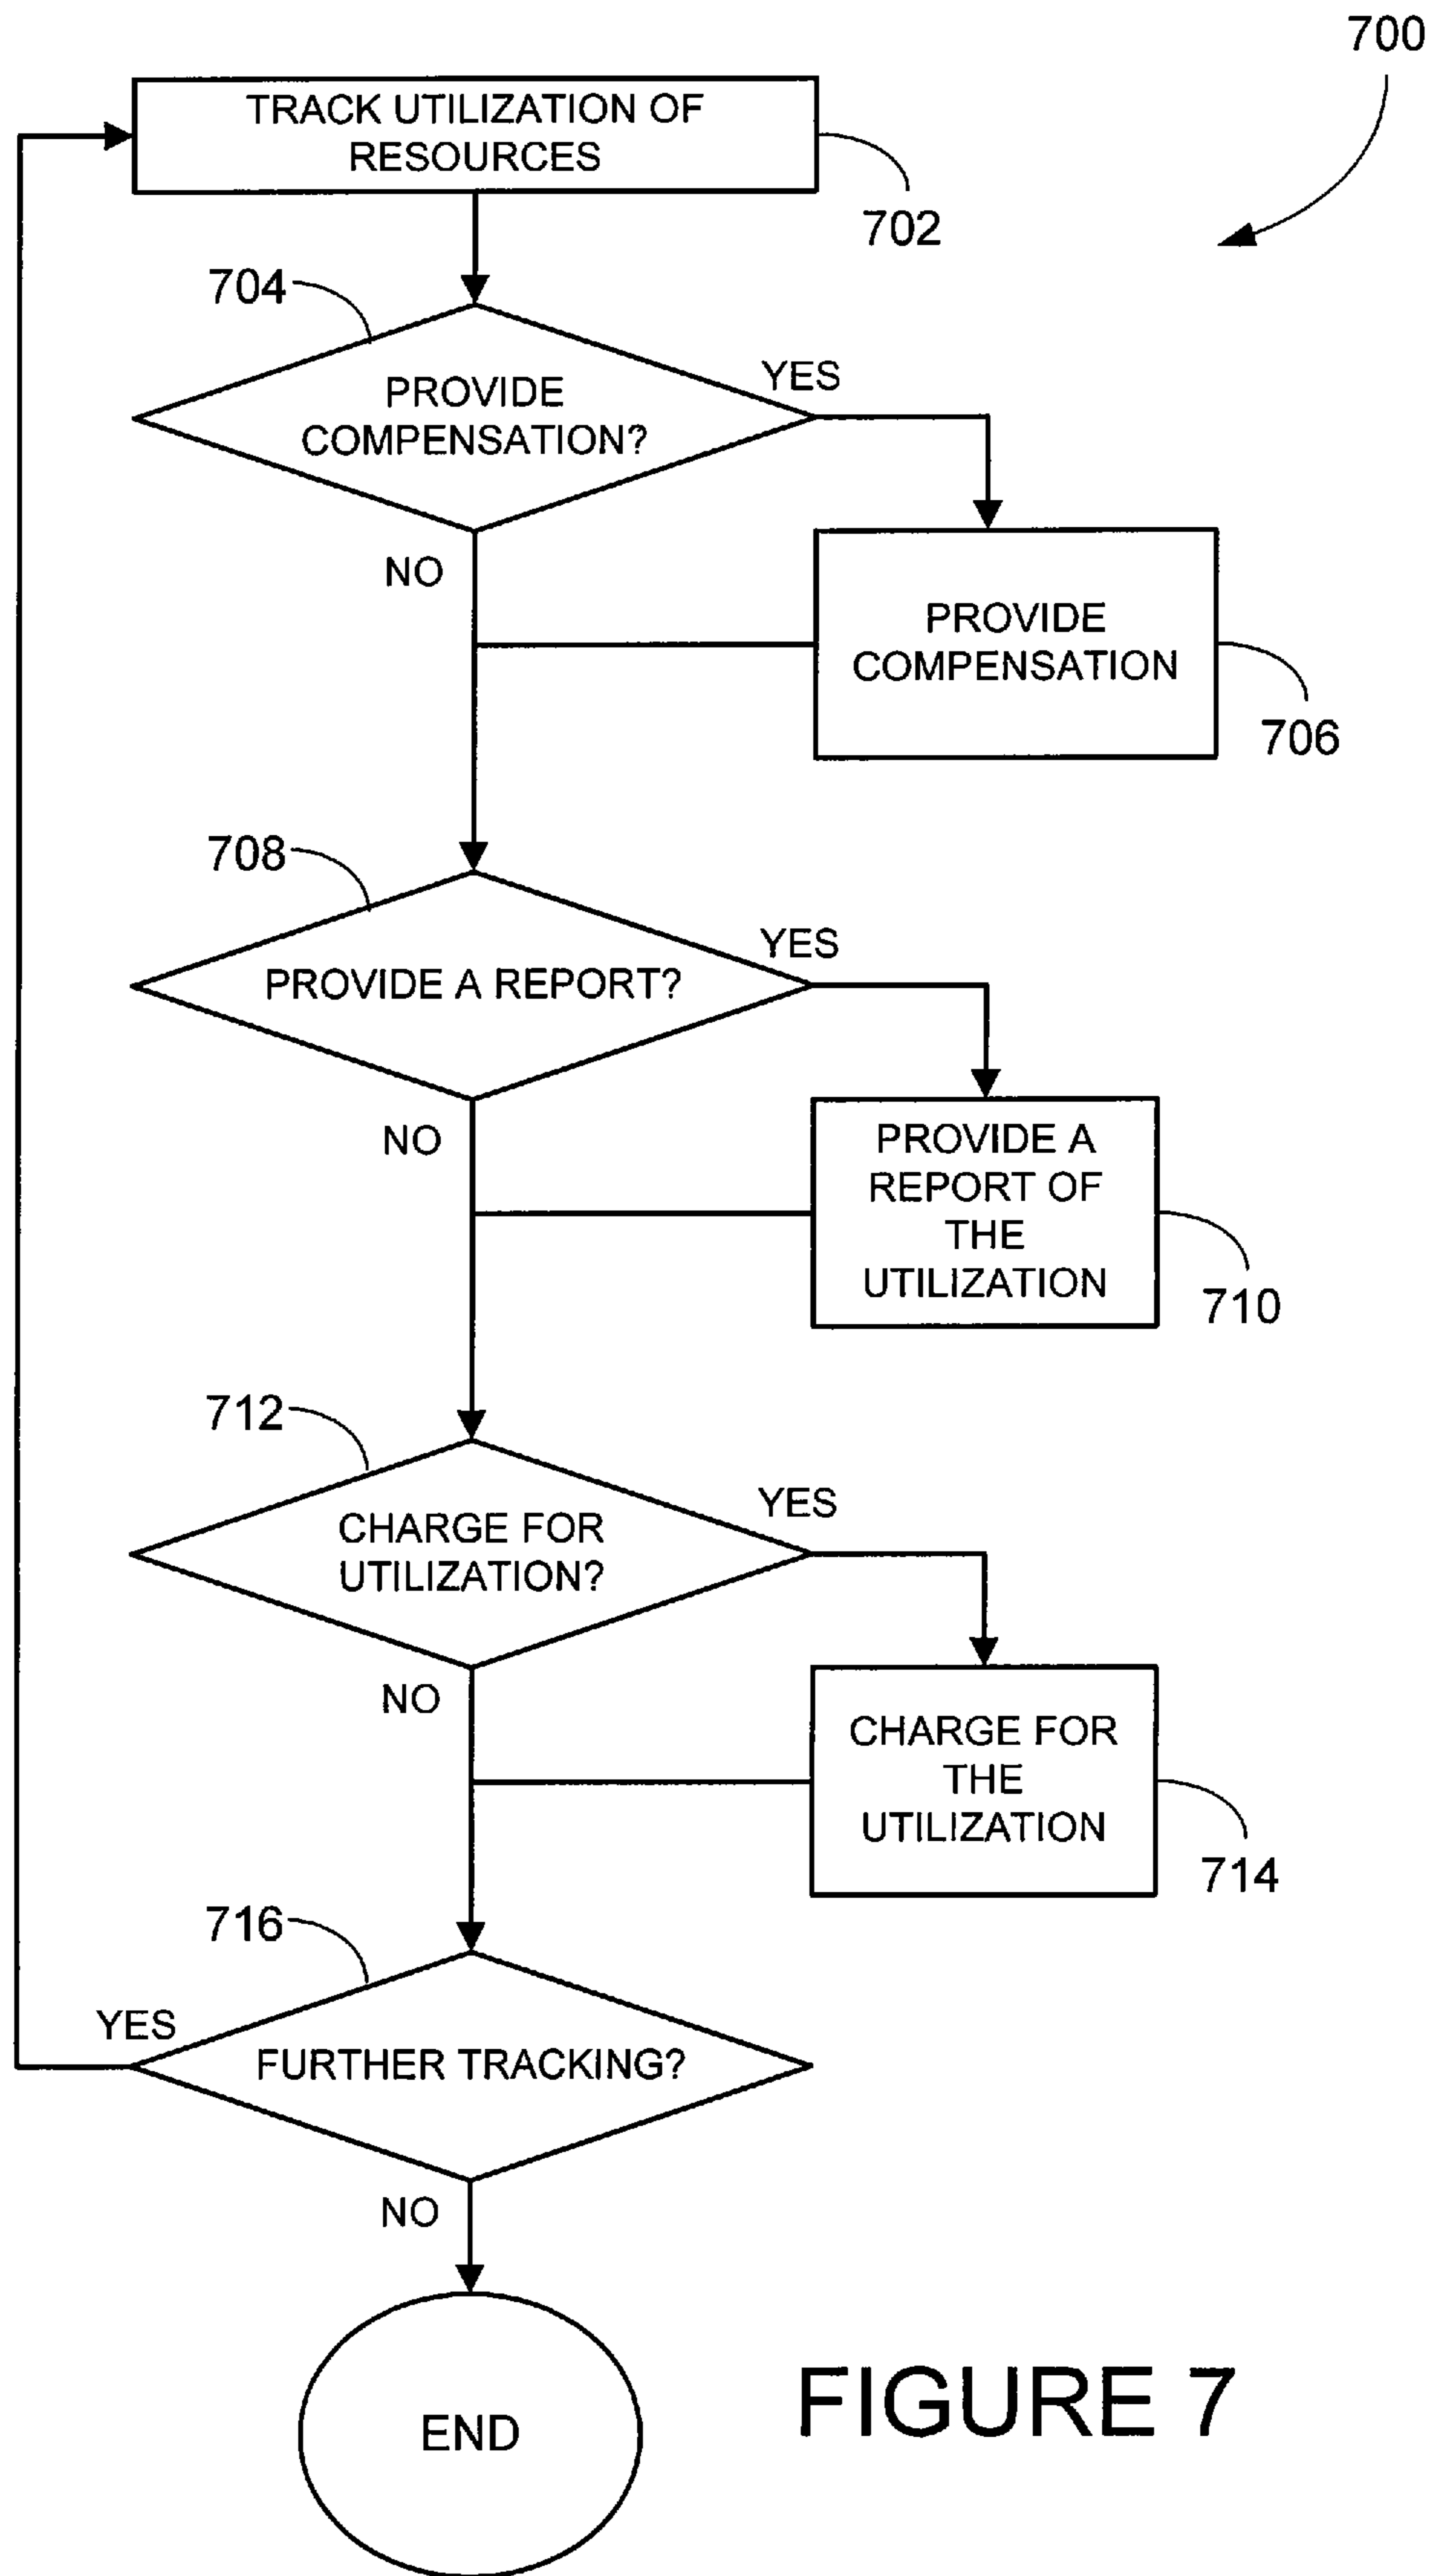 700
TRACK UTILIZATION OF
RESOURCES
702
704
PROVIDE
COMPENSATION?
YES
NO
PROVIDE
COMPENSATION
706
708
PROVIDE A REPORT?
YES
NO
PROVIDE A
REPORT OF
THE
UTILIZATION
710
712
CHARGE FOR
UTILIZATION?
YES
NO
CHARGE FOR
THE
UTILIZATION
714
716
YES
FURTHER TRACKING?
NO
END
FIGURE 7